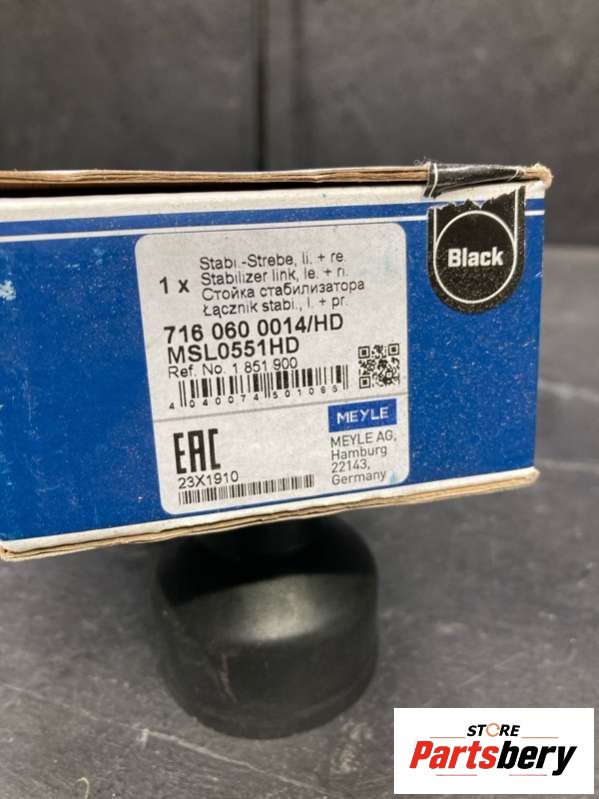 Black
1 x
Stabi.-Strebe, li. + re.
Stabilizer link, le. + ri.
Стойка стабилизатора
Łącznik stabi., l. + pr.
716 060 0014/HD
MSL0551HD
Ref. No. 1 851 900
4 040074 501065
MEYLE
EAC
23X1910
MEYLE AG,
Hamburg
22143,
Germany
STORE
Partsbery